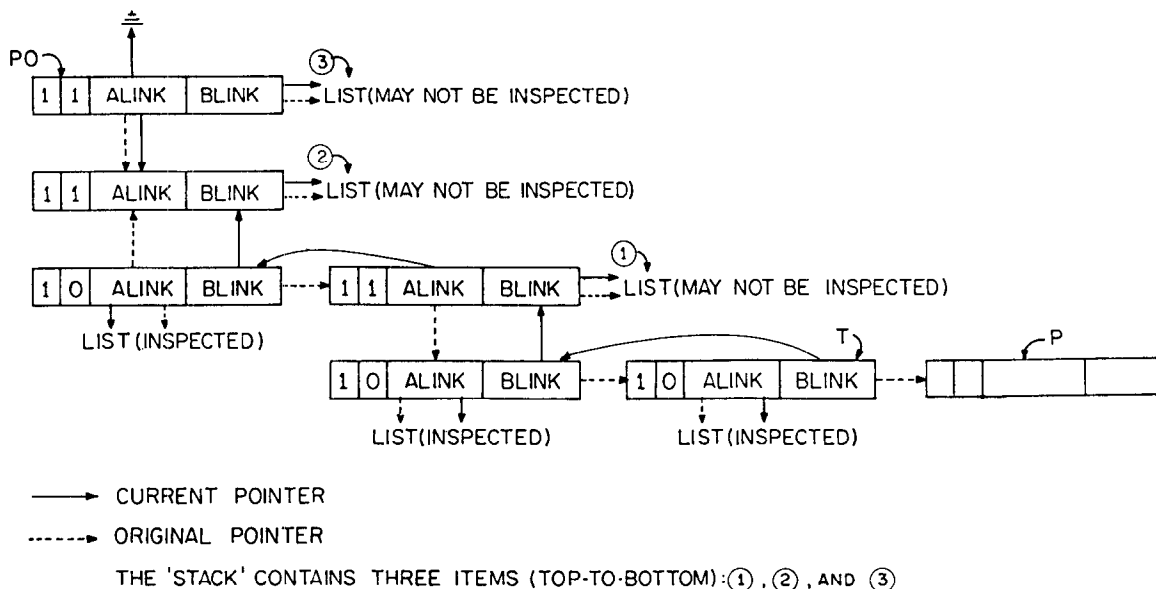 PO
③
1 1 ALINK BLINK
LIST(MAY NOT BE INSPECTED)
②
1 1 ALINK BLINK
LIST(MAY NOT BE INSPECTED)
①
1 0 ALINK BLINK
1 1 ALINK BLINK
LIST(MAY NOT BE INSPECTED)
LIST(INSPECTED)
T
P
1 0 ALINK BLINK
1 0 ALINK BLINK
LIST(INSPECTED)
LIST(INSPECTED)
CURRENT POINTER
ORIGINAL POINTER
THE 'STACK' CONTAINS THREE ITEMS (TOP-TO-BOTTOM):①,②, AND ③